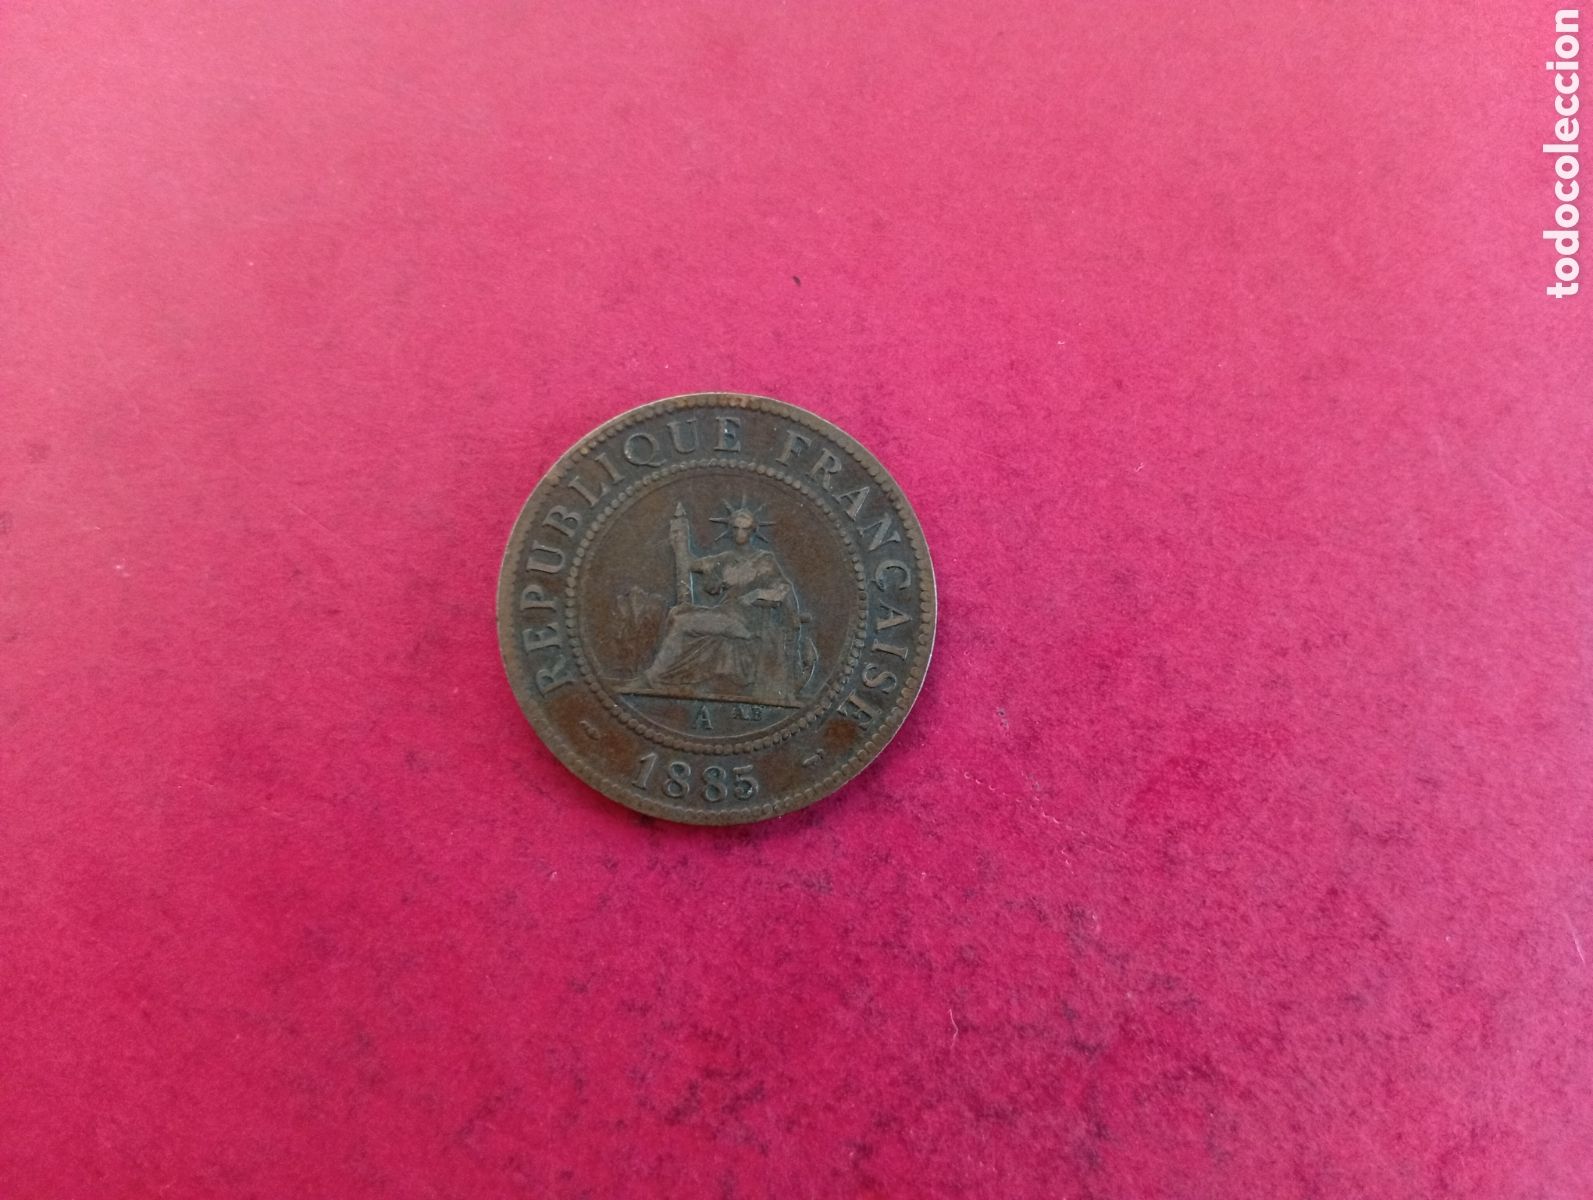 REPUBLIQUE FRANÇAISE
A
1885
todocoleccion